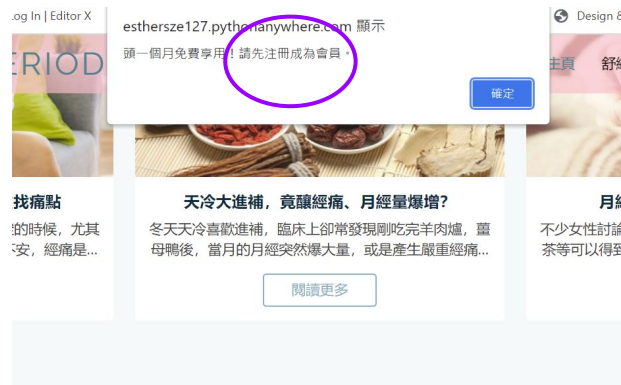 Log In | Editor X
esthersze127.pythonanywhere.com 顯示
Design &
頭一個月免費享用！請先注冊成為會員。
ERIOD
主頁
舒
確定
找痛點
天冷大進補，竟釀經痛、月經量爆增？
月
的時候，尤其
冬天天冷喜歡進補，臨床上卻常發現剛吃完羊肉爐，薑
不少女性討論
不安，經痛是...
母鴨後，當月的月經突然爆大量，或是產生嚴重經痛...
茶等可以得到
閱讀更多